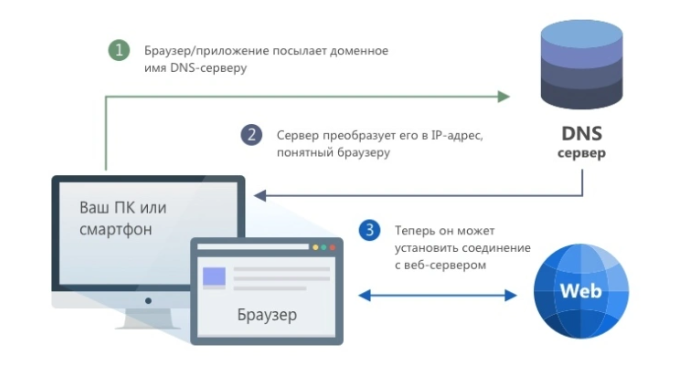 1
Браузер/приложение посылает доменное
имя DNS-серверу
DNS
сервер
2
Сервер преобразует его в IP-адрес,
понятный браузеру
Ваш ПК или
смартфон
3
Теперь он может
установить соединение
с веб-сервером
Web
Браузер